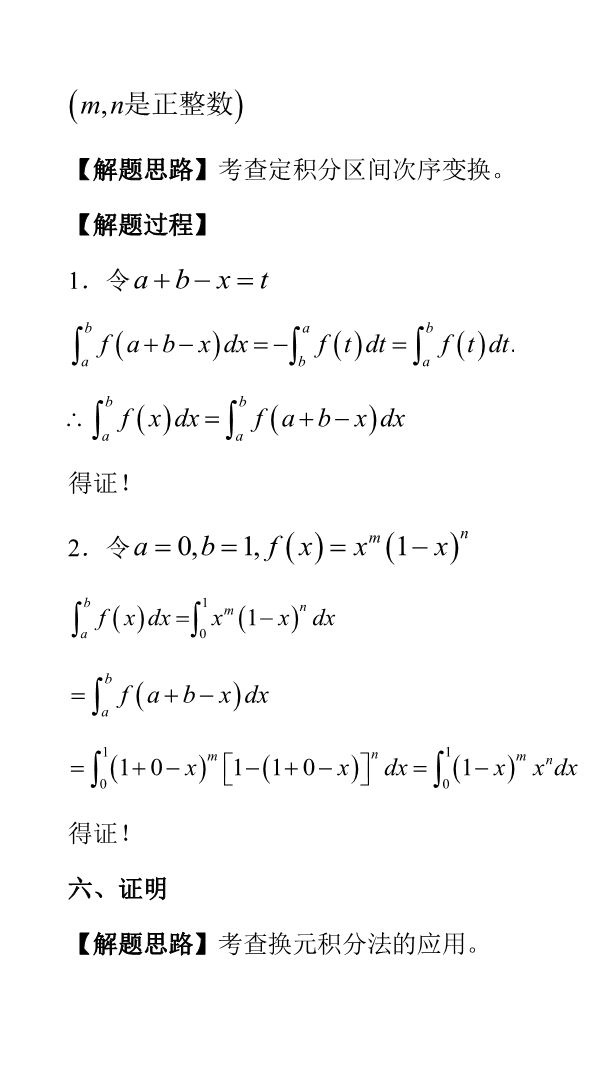 (m,n是正整数)
【解题思路】考查定积分区间次序变换。
【解题过程】
1．令a+b−x=t
∫_a^b f(a+b−x)dx=−∫_b^a f(t)dt=∫_a^b f(t)dt.
∴∫_a^b f(x)dx=∫_a^b f(a+b−x)dx
得证！
2．令a=0,b=1,f(x)=x^m(1−x)^n
∫_a^b f(x)dx=∫_0^1 x^m(1−x)^n dx
=∫_a^b f(a+b−x)dx
=∫_0^1 (1+0−x)^m[1−(1+0−x)]^n dx=∫_0^1 (1−x)^m x^n dx
得证！
六、证明
【解题思路】考查换元积分法的应用。